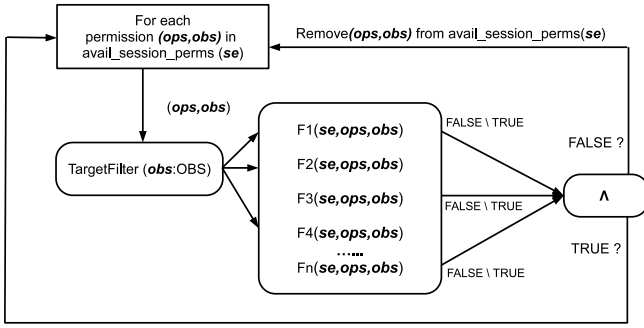 For each
permission (ops,obs) in
avail_session_perms (se)
Remove(ops,obs) from avail_session_perms(se)
(ops,obs)
TargetFilter (obs:OBS)
F1(se,ops,obs)
F2(se,ops,obs)
F3(se,ops,obs)
F4(se,ops,obs)
......
Fn(se,ops,obs)
FALSE \ TRUE
FALSE \ TRUE
FALSE \ TRUE
FALSE ?
∧
TRUE ?